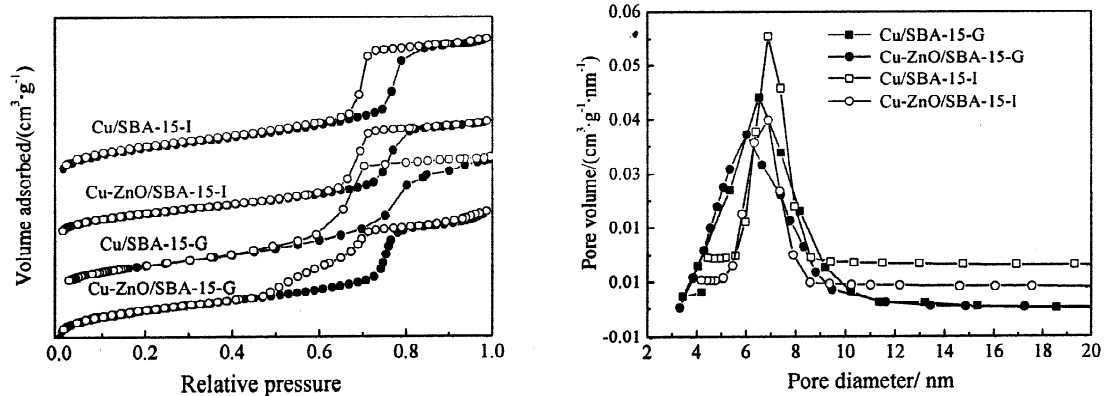 Volume adsorbed/(cm³·g⁻¹)
Cu/SBA-15-I
Cu-ZnO/SBA-15-I
Cu/SBA-15-G
Cu-ZnO/SBA-15-G
0.0 0.2 0.4 0.6 0.8 1.0
Relative pressure
Pore volume/(cm³·g⁻¹·nm⁻¹)
0.06
0.05
0.04
0.03
0.01
0.01
-0.01
Cu/SBA-15-G
Cu-ZnO/SBA-15-G
Cu/SBA-15-I
Cu-ZnO/SBA-15-I
2 4 6 8 10 12 14 16 18 20
Pore diameter/ nm